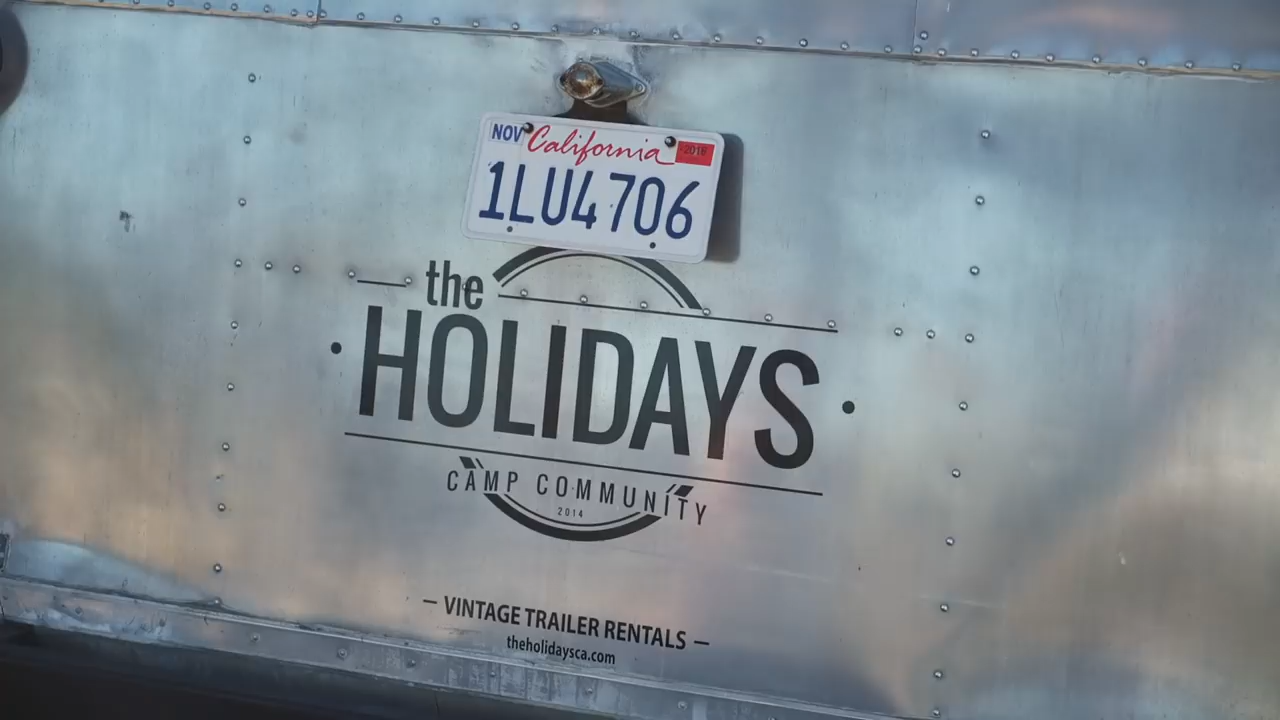 NOV California 2016
1LU4706
the
HOLIDAYS
CAMP COMMUNITY
2014
— VINTAGE TRAILER RENTALS —
theholidaysca.com